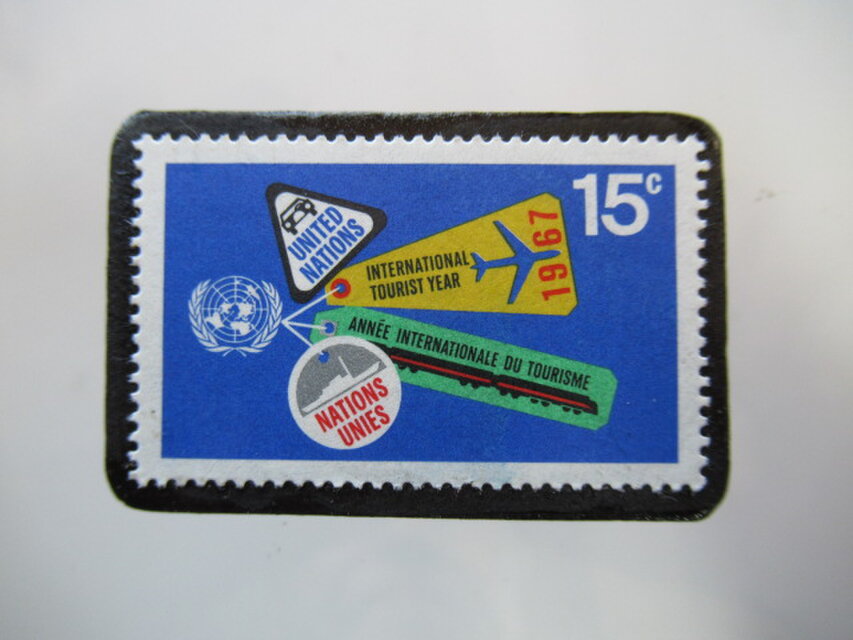 15c
UNITED
NATIONS
INTERNATIONAL
TOURIST YEAR
1967
ANNÉE INTERNATIONALE DU TOURISME
NATIONS
UNIES